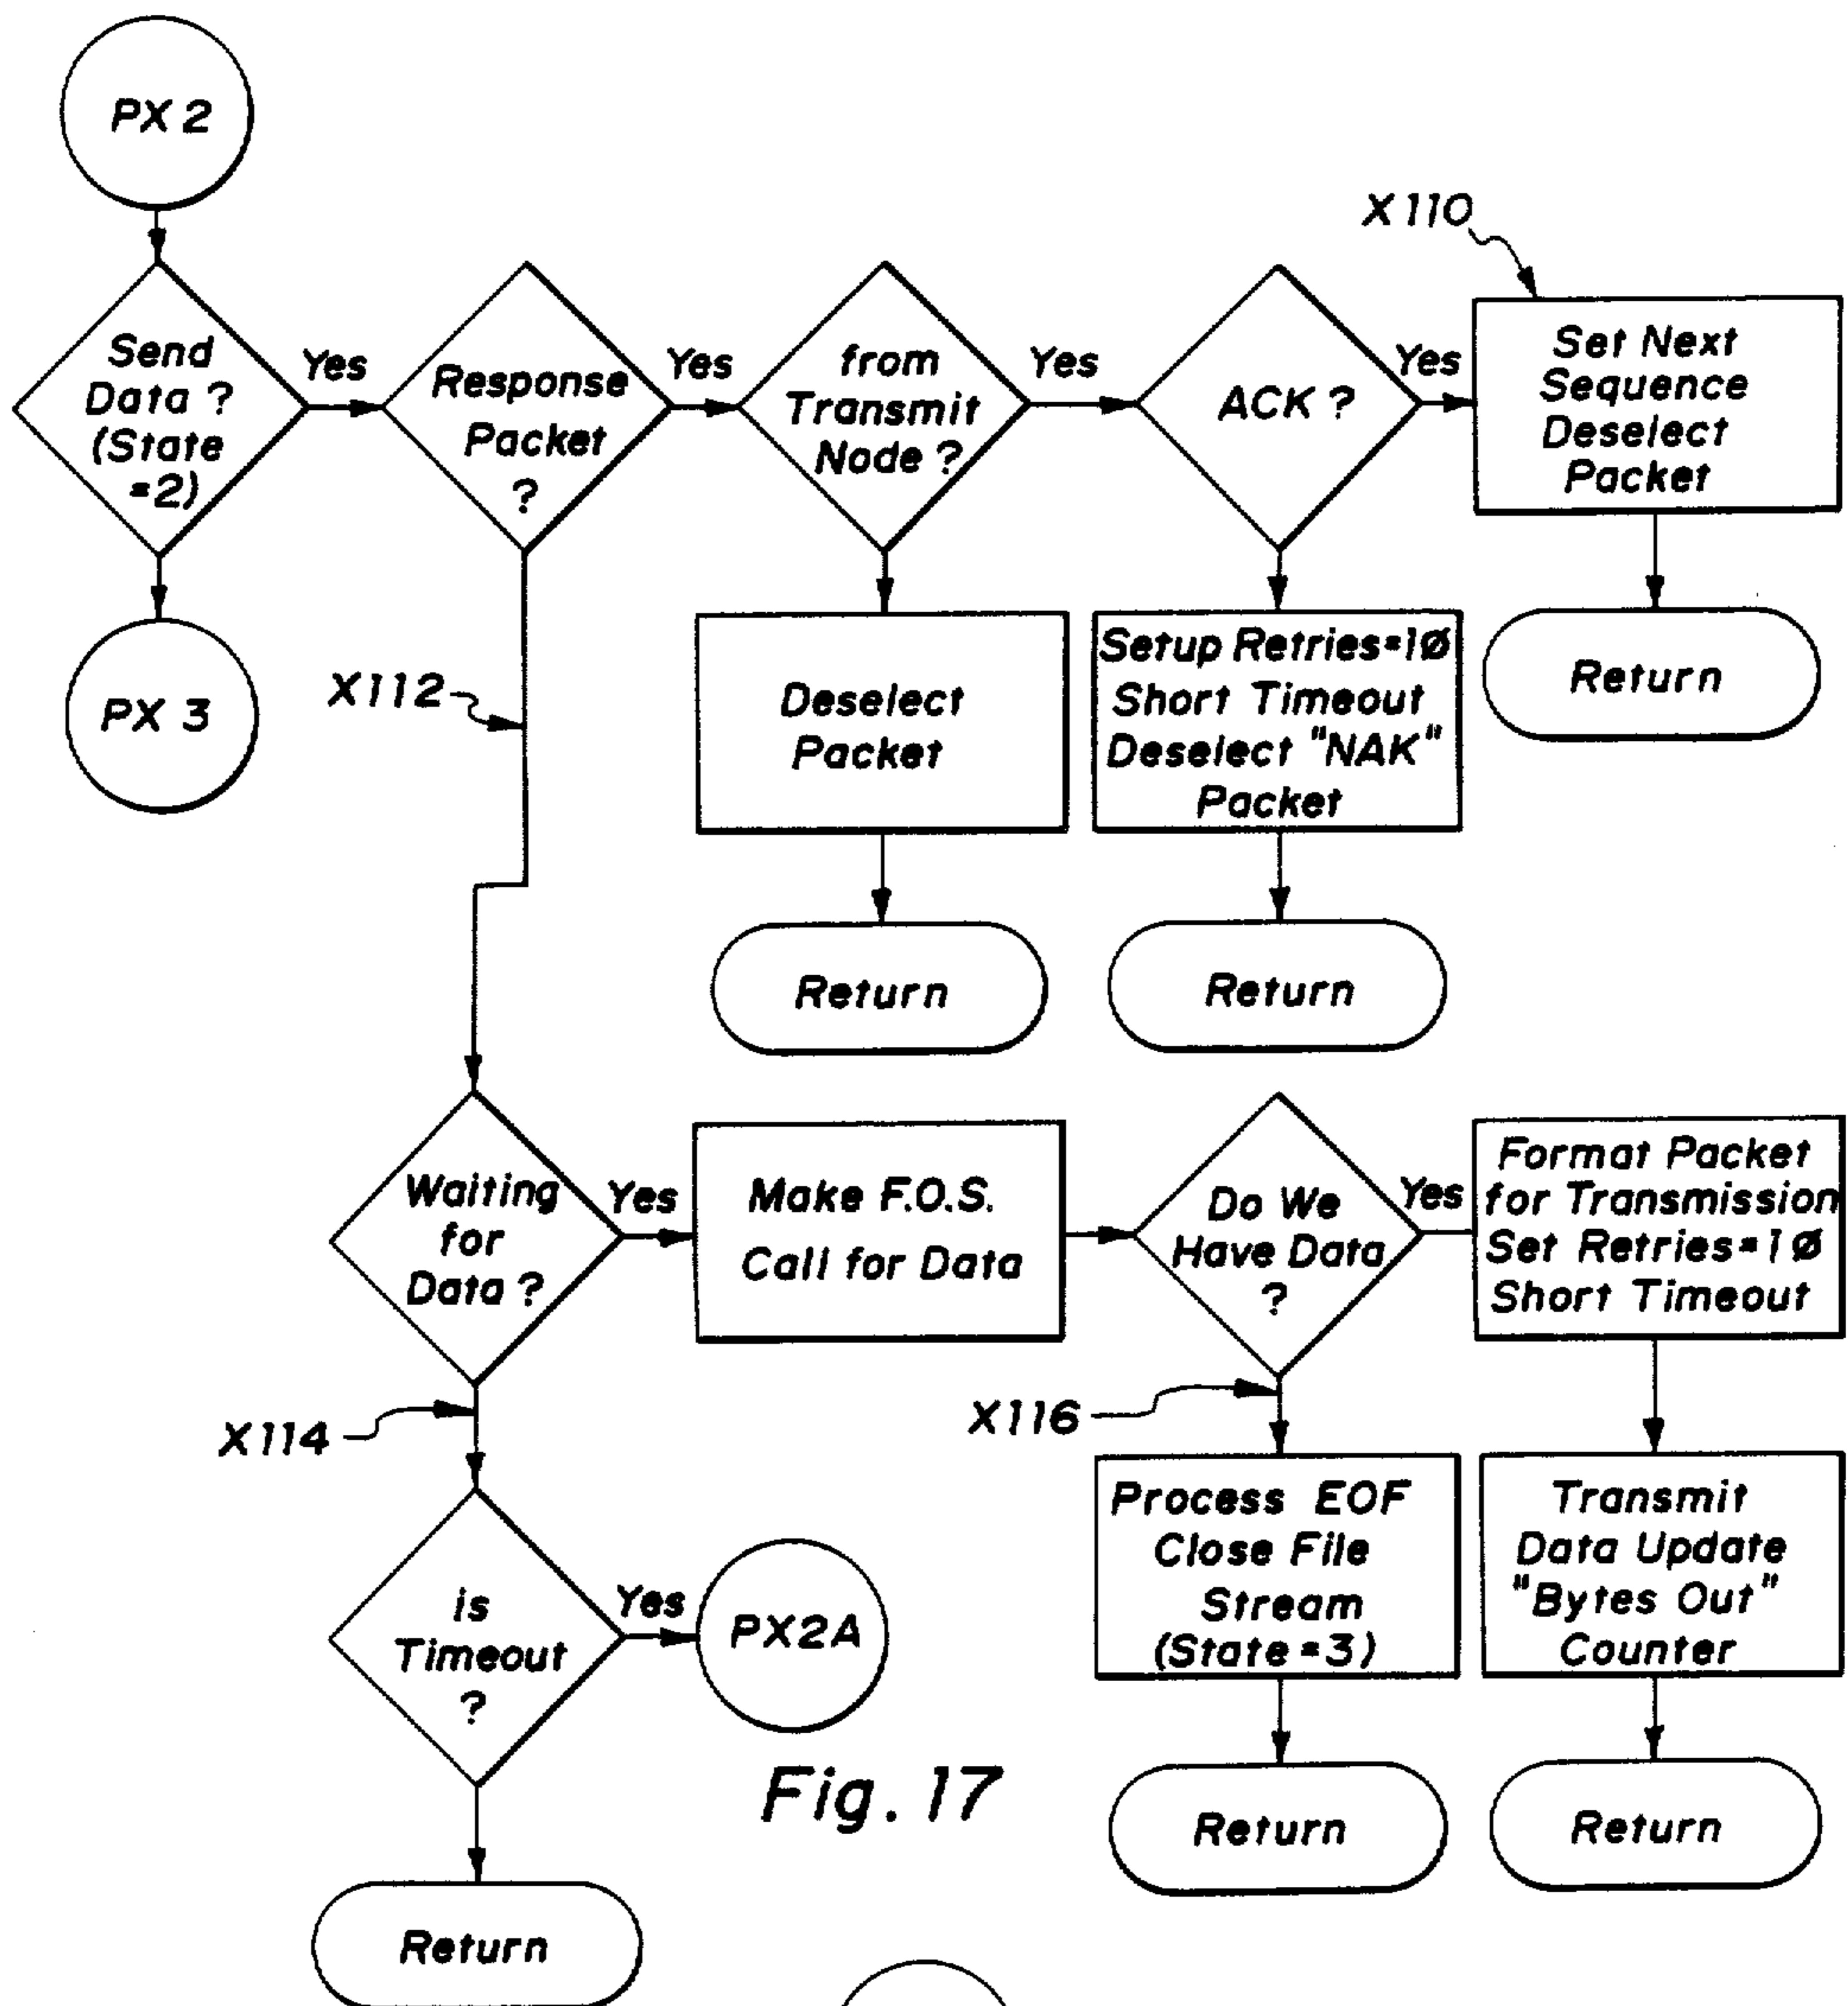 PX 2
X110
Send
Data ?
(State
=2)
Yes
Response
Packet
?
Yes
from
Transmit
Node ?
Yes
ACK ?
Yes
Set Next
Sequence
Deselect
Packet
PX 3
X112
Deselect
Packet
Setup Retries=1Ø
Short Timeout
Deselect "NAK"
Packet
Return
Return
Return
Waiting
for
Data ?
Yes
Make F.O.S.
Call for Data
Do We
Have Data
?
Yes
Format Packet
for Transmission
Set Retries=1Ø
Short Timeout
X114
X116
is
Timeout
?
Yes
PX2A
Process EOF
Close File
Stream
(State=3)
Transmit
Data Update
"Bytes Out"
Counter
Fig. 17
Return
Return
Return